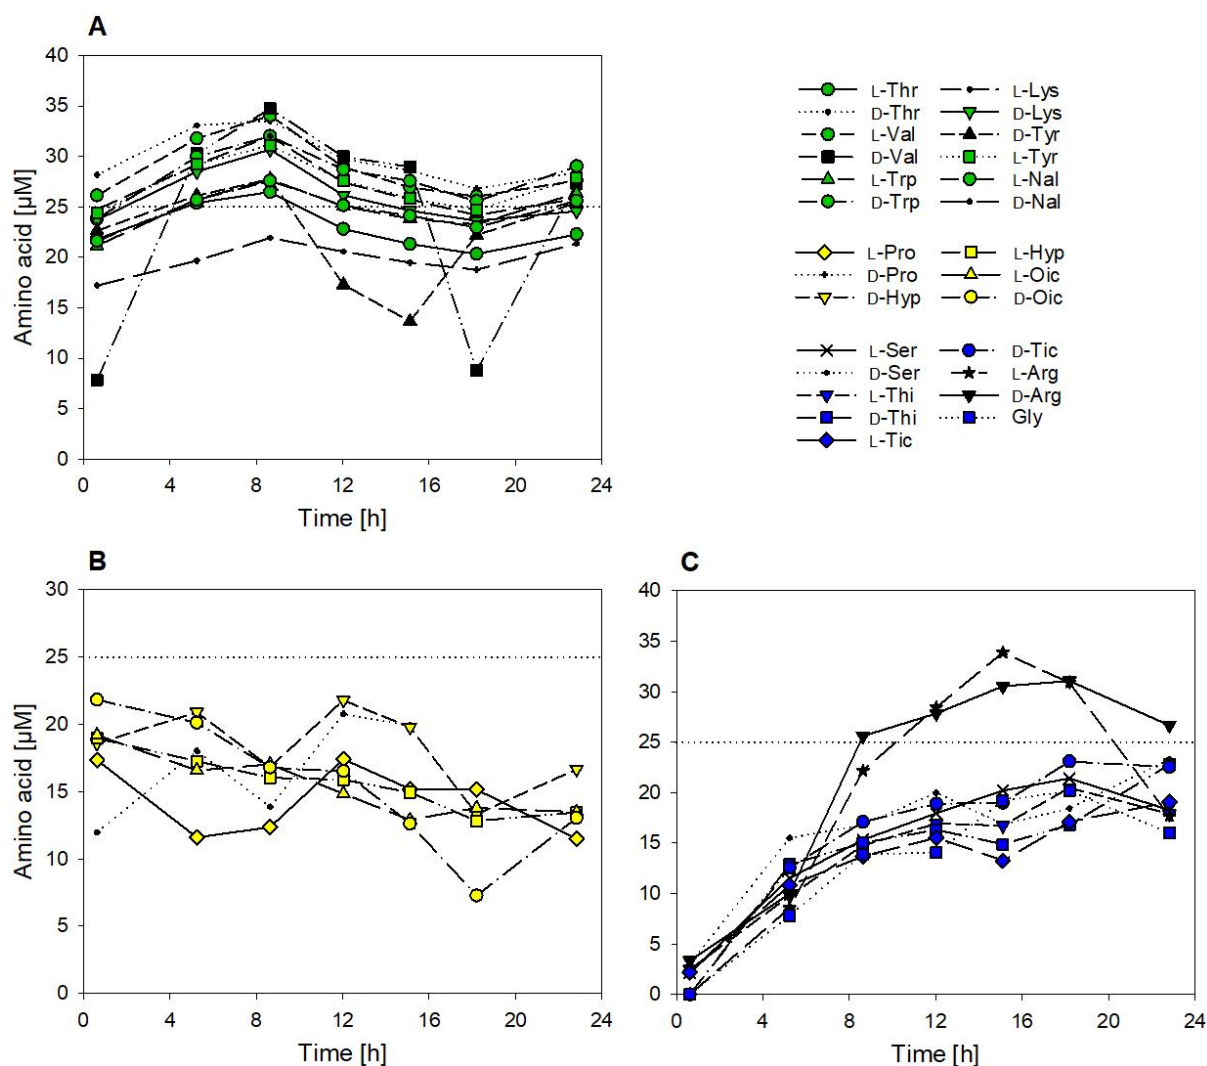 A
40
35
30
25
20
15
10
5
0
Amino acid [µM]
0 4 8 12 16 20 24
Time [h]
L-Thr L-Lys
D-Thr D-Lys
L-Val D-Tyr
D-Val L-Tyr
L-Trp L-Nal
D-Trp D-Nal
L-Pro L-Hyp
D-Pro L-Oic
D-Hyp D-Oic
L-Ser D-Tic
D-Ser L-Arg
L-Thi D-Arg
D-Thi Gly
L-Tic
B
30
25
20
15
10
5
0
Amino acid [µM]
0 4 8 12 16 20 24
Time [h]
C
40
35
30
25
20
15
10
5
0
0 4 8 12 16 20 24
Time [h]